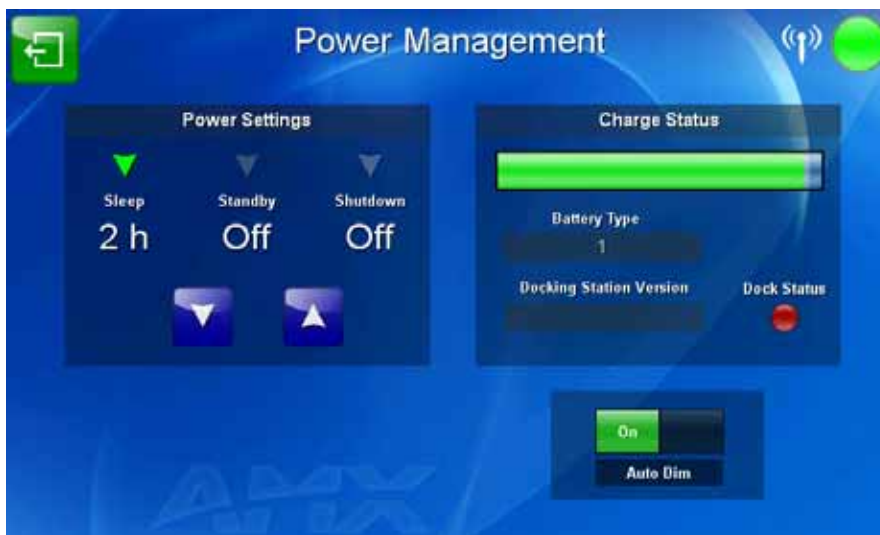 Power Management
Power Settings
Sleep Standby Shutdown
2 h Off Off
Charge Status
Battery Type
1
Docking Station Version Dock Status
On
Auto Dim
AMX